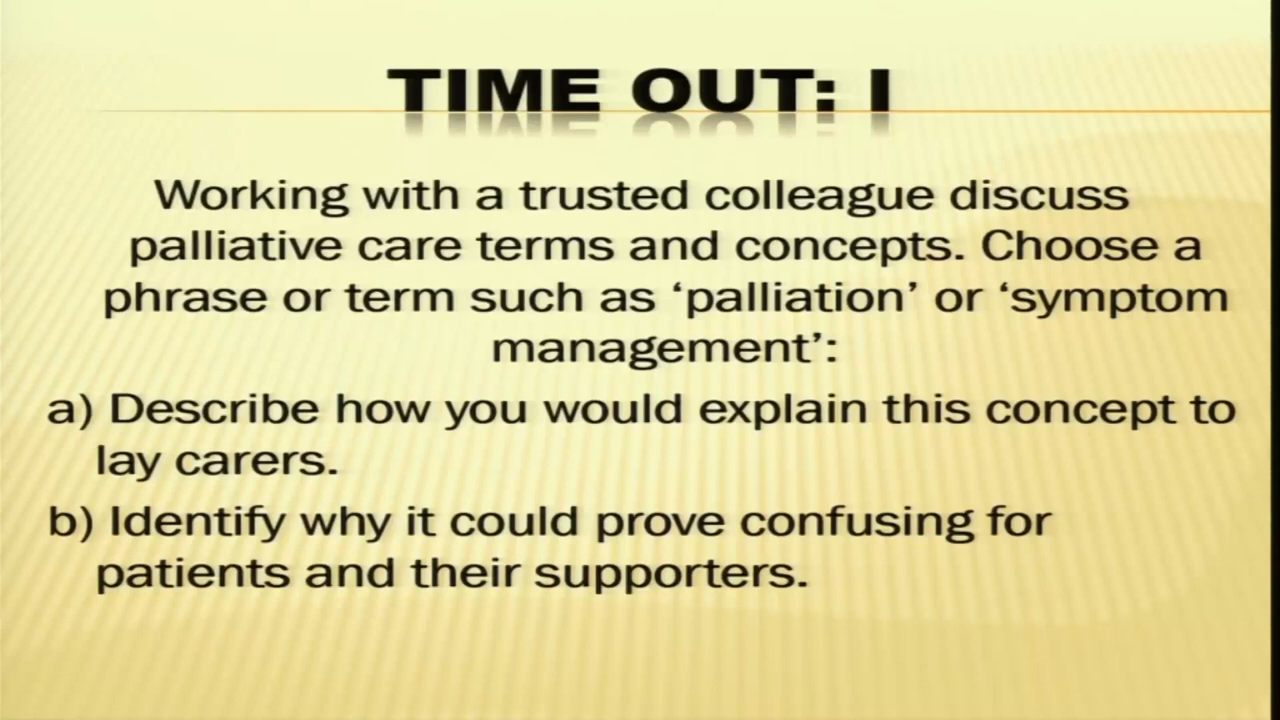 TIME OUT: I
Working with a trusted colleague discuss
palliative care terms and concepts. Choose a
phrase or term such as ‘palliation’ or ‘symptom
management’:
a) Describe how you would explain this concept to
lay carers.
b) Identify why it could prove confusing for
patients and their supporters.